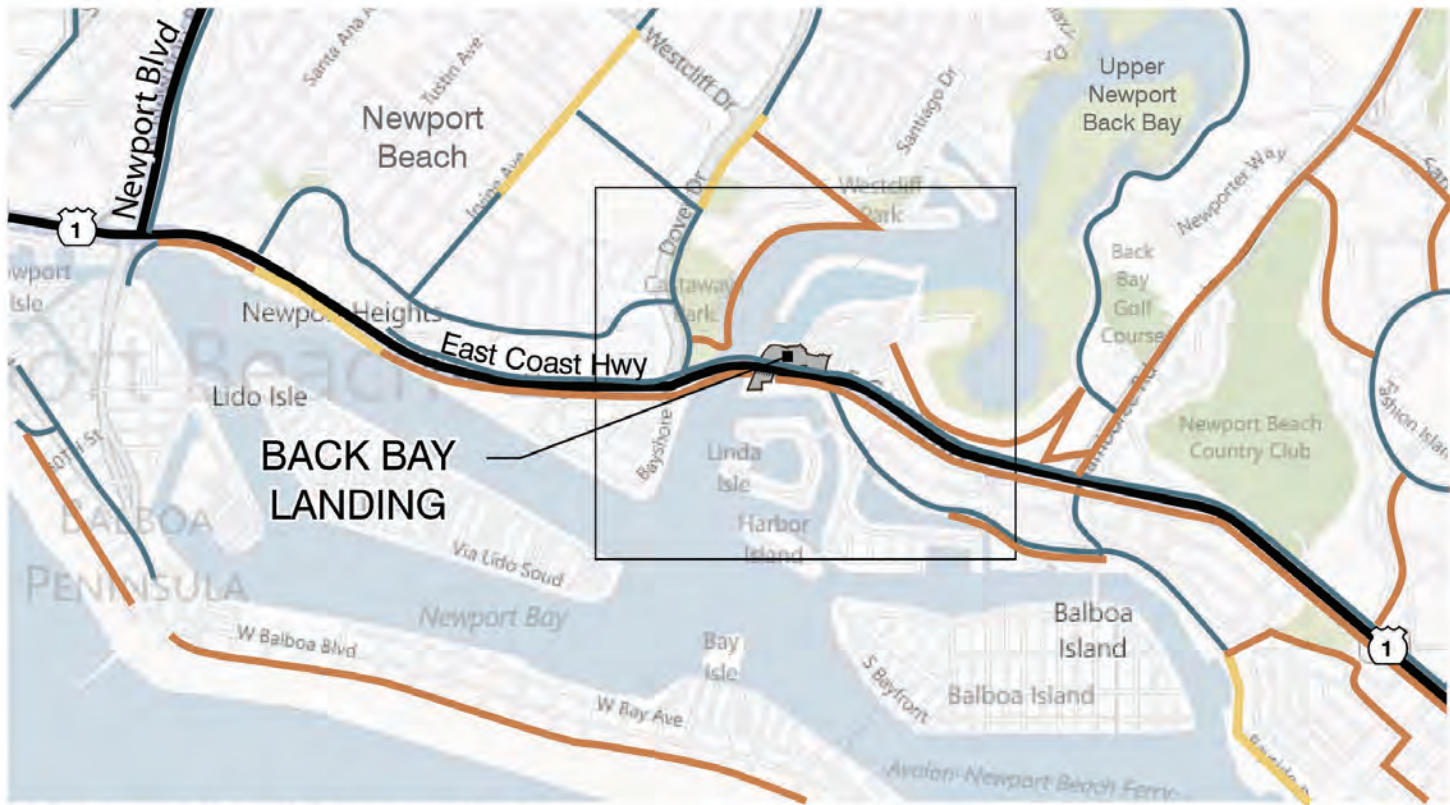 Newport Blvd
Santa Ana Ave
Tustin Ave
Westcliff Dr
Santiago Dr
Upper
Newport
Back Bay
Newport
Beach
Irvine Ave
Dover Dr
Westcliff
Park
Newporter Way
1
Back
Bay
Golf
Course
Isle
Newport Heights
Castaways
Park
East Coast Hwy
Lido Isle
BACK BAY
LANDING
Bayshore
Linda
Isle
Newport Beach
Country Club
Harbor
Island
BALBOA
PENINSULA
Via Lido Soud
Newport Bay
W Balboa Blvd
Bay
Isle
S Bayfront
Balboa
Island
Balboa Island
1
W Bay Ave
Avalon-Newport Beach Ferry